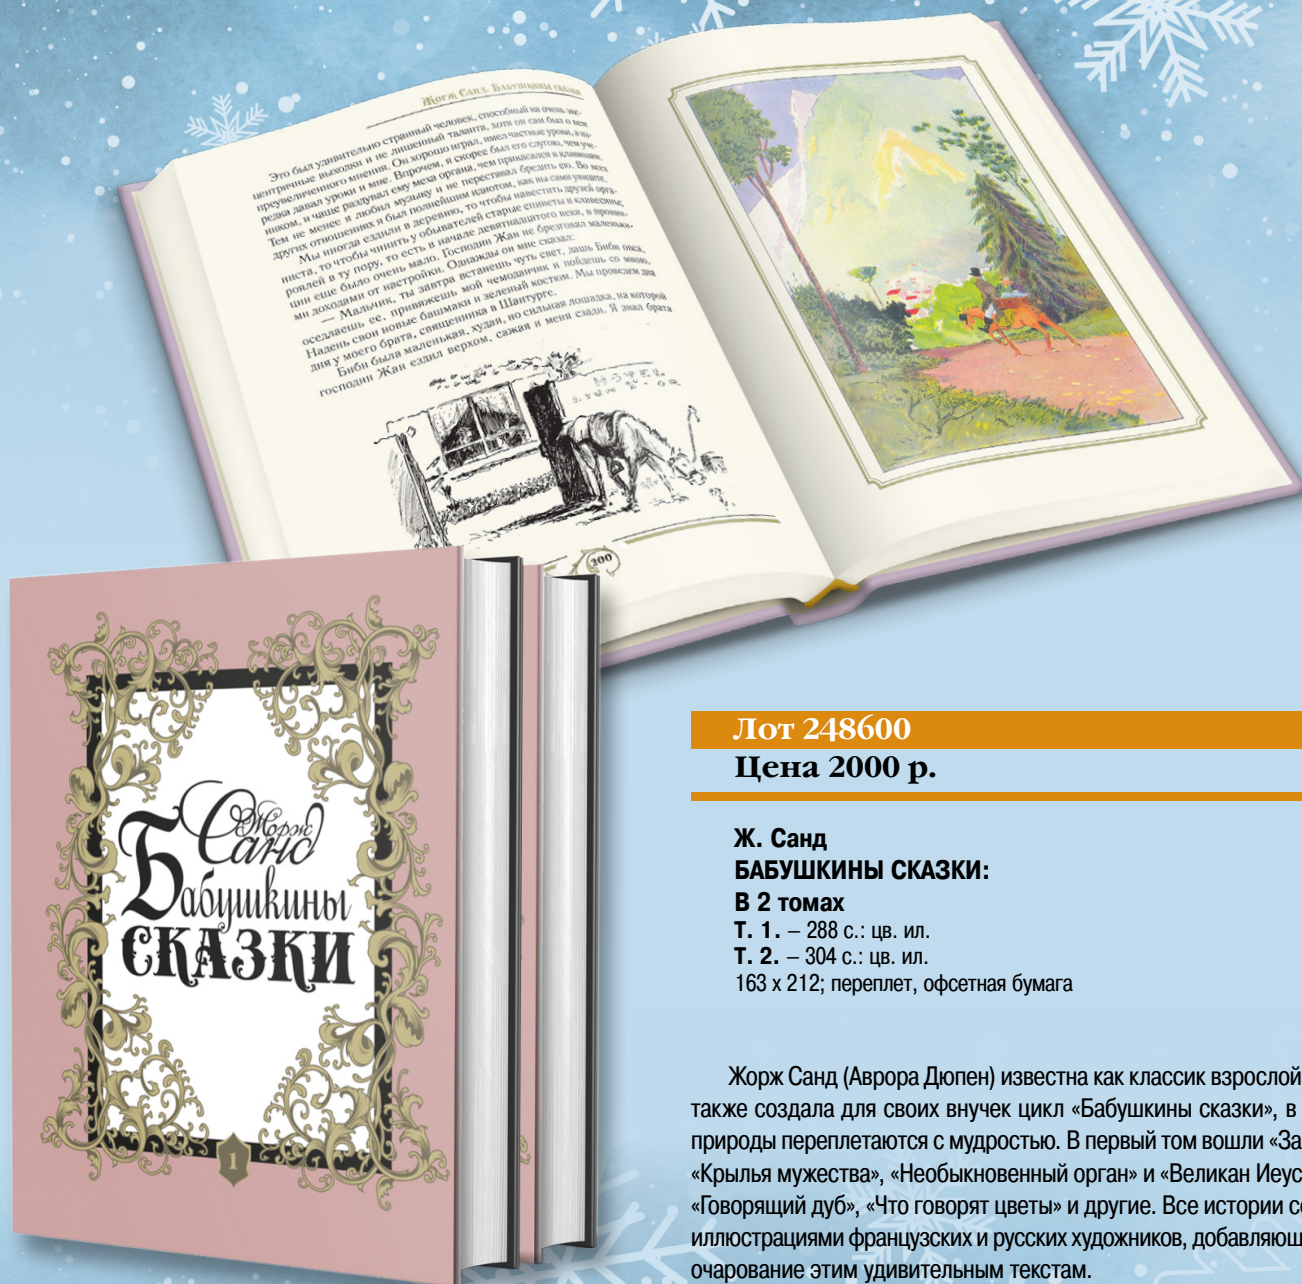 Жорж Санд. Бабушкины сказки
Это был удивительно странный человек, способный на очень экс-
центричные выходки и не лишенный таланта, хотя он сам был о нем
преувеличенного мнения. Он хорошо играл, имел частные уроки, из-
редка давал уроки и мне. Впрочем, я скорее был его слугою, чем уче-
ником, и чаще раздувал ему меха органа, чем прикасался к клавишам.
Тем не менее я любил музыку и не переставал бредить ею. Во всех
других отношениях я был полнейшим идиотом, как вы сами увидите.
Мы иногда ездили в деревню, то чтобы навестить друзей орга-
ниста, то чтобы чинить у обывателей старые спинеты и клавесины;
роялей в ту пору, то есть в начале девятнадцатого века, в провин-
ции еще было очень мало. Господин Жан не брезговал маленьки-
ми доходами от настройки. Однажды он мне сказал:
— Мальчик, ты завтра встанешь чуть свет, дашь Биби овса,
оседлаешь ее, привяжешь мой чемоданчик и пойдешь со мною.
Надень свои новые башмаки и зеленый костюм. Мы проведем два
дня у моего брата, священника в Шантурге.
Биби была маленькая, худая, но сильная лошадка, на которой
господин Жан ездил верхом, сажая и меня сзади. Я знал брата
200
Жорж
Санд
Бабушкины
СКАЗКИ
1
Лот 248600
Цена 2000 р.
Ж. Санд
БАБУШКИНЫ СКАЗКИ:
В 2 томах
Т. 1. – 288 с.: цв. ил.
Т. 2. – 304 с.: цв. ил.
163 х 212; переплет, офсетная бумага
Жорж Санд (Аврора Дюпен) известна как классик взрослой
также создала для своих внучек цикл «Бабушкины сказки», в
природы переплетаются с мудростью. В первый том вошли «За
«Крылья мужества», «Необыкновенный орган» и «Великан Иеус
«Говорящий дуб», «Что говорят цветы» и другие. Все истории со
иллюстрациями французских и русских художников, добавляющ
очарование этим удивительным текстам.